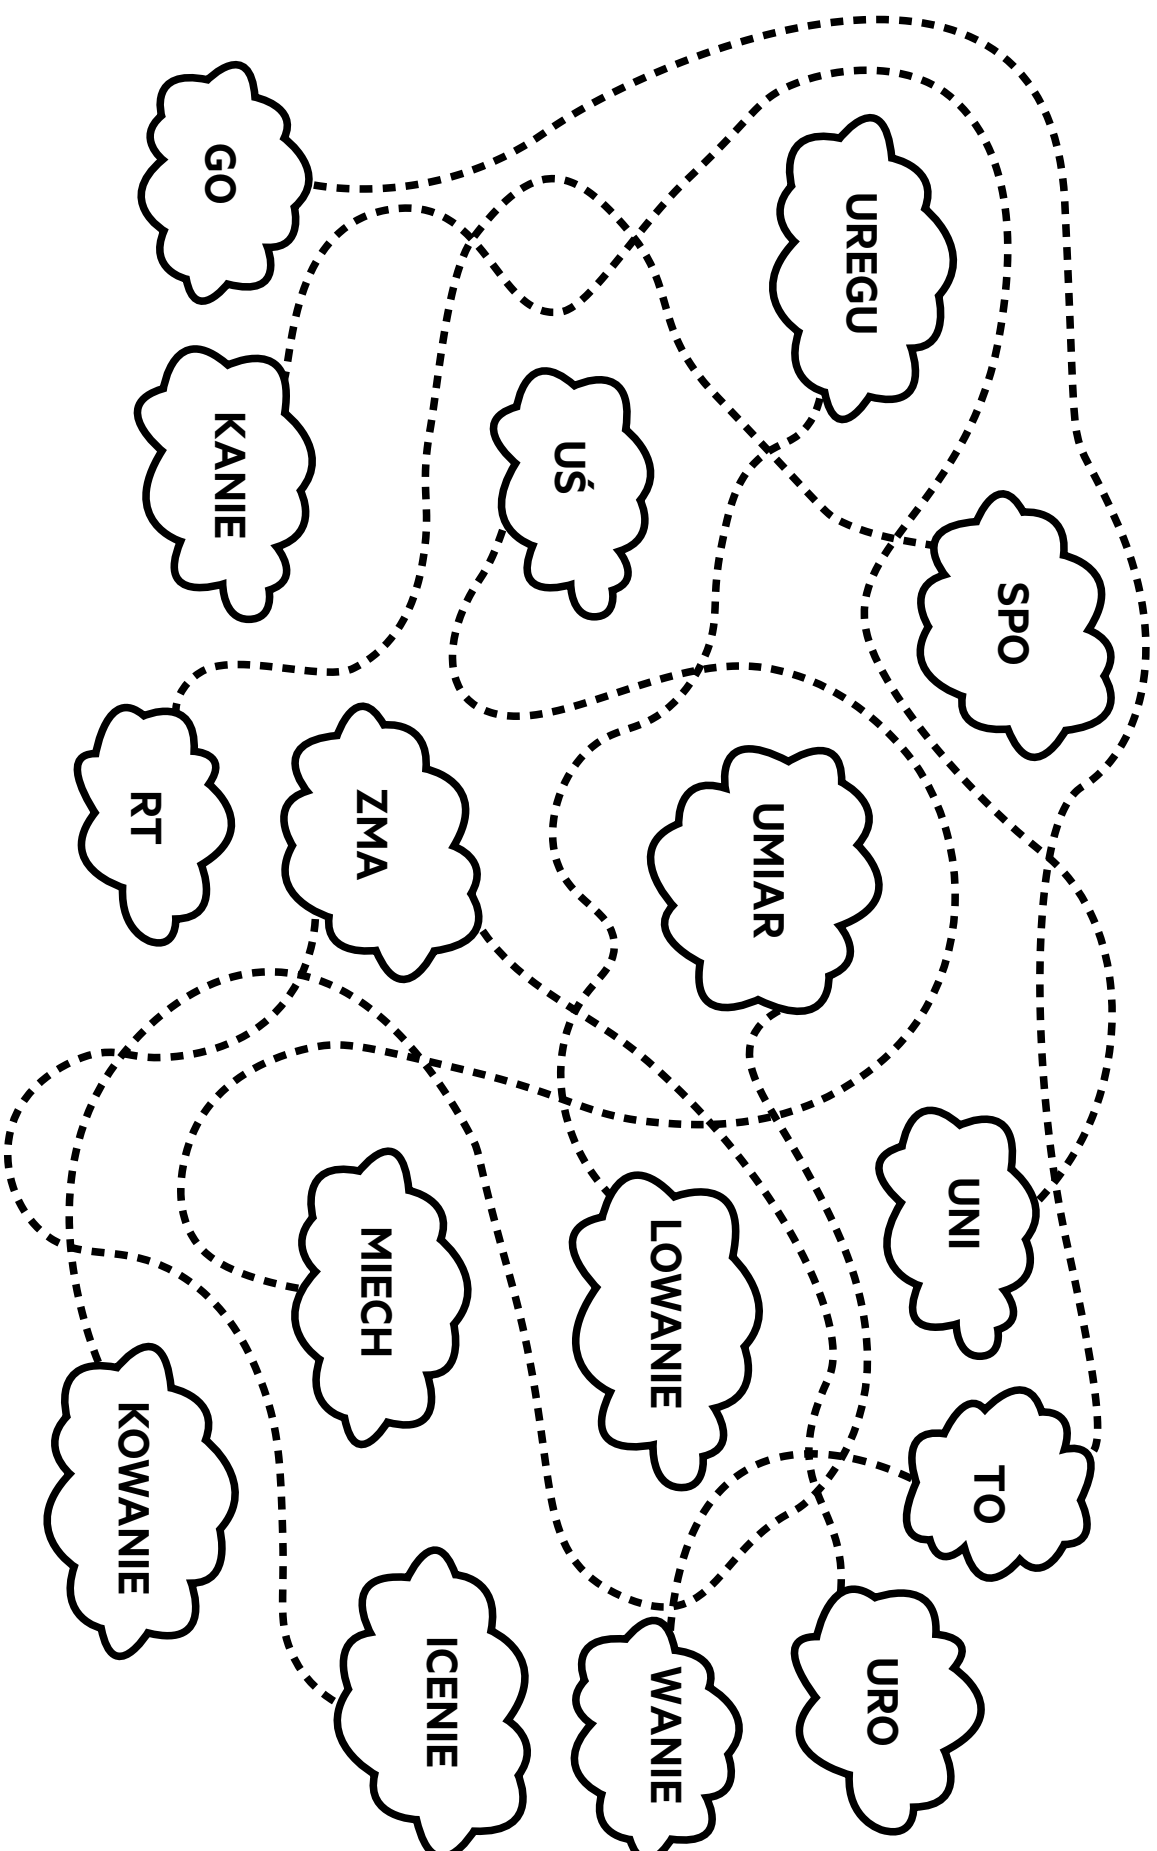 SPO
TO
UNI
URO
UREGU
UMIAR
LOWANIE
WANIE
UŚ
ICENIE
MIECH
ZMA
KANIE
GO
RT
KOWANIE